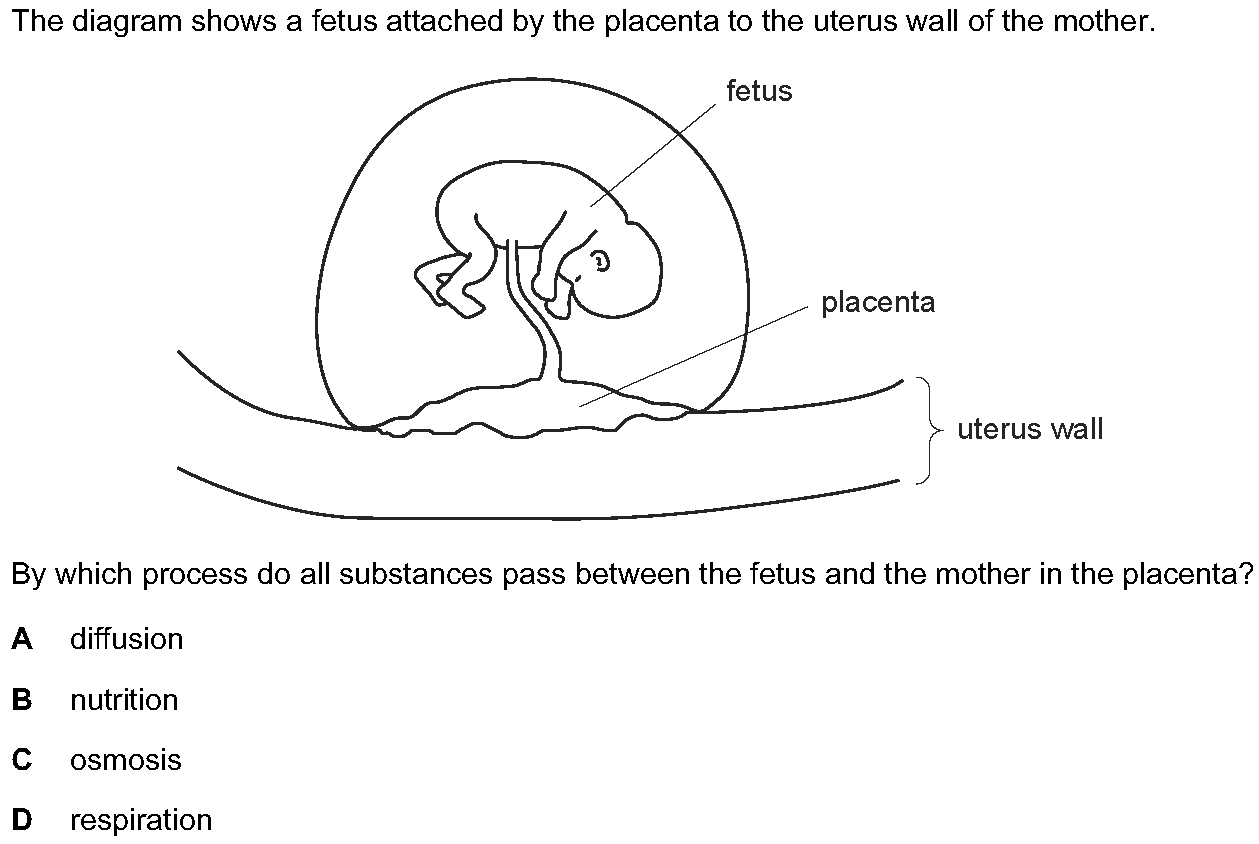 The diagram shows a fetus attached by the placenta to the uterus wall of the mother.
fetus
placenta
uterus wall
By which process do all substances pass between the fetus and the mother in the placenta?
A diffusion
B nutrition
C osmosis
D respiration